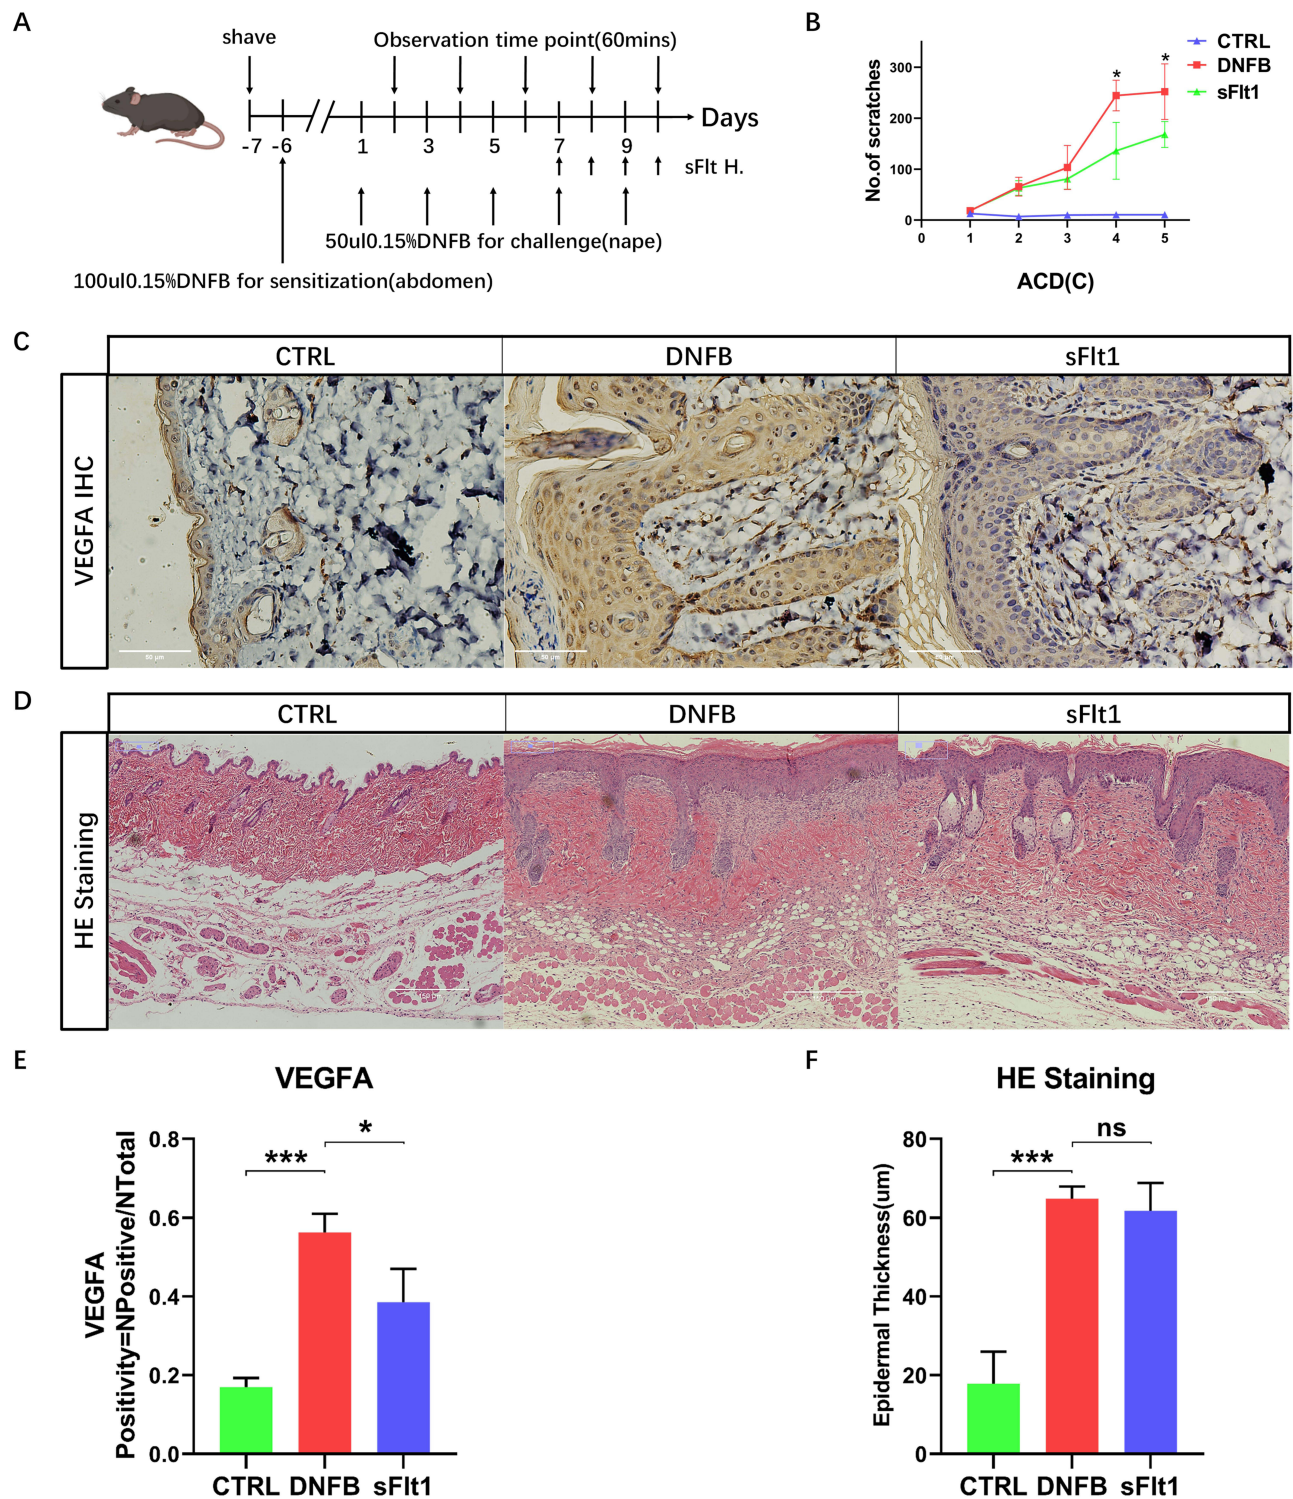 A
shave
Observation time point(60mins)
-7 -6 1 3 5 7 9 Days
sFlt H.
50ul0.15%DNFB for challenge(nape)
100ul0.15%DNFB for sensitization(abdomen)
B
No.of scratches
300
200
100
0
0 1 2 3 4 5
* *
ACD(C)
CTRL
DNFB
sFlt1
C
CTRL DNFB sFlt1
VEGFA IHC
50 µm
50 µm
D
CTRL DNFB sFlt1
HE Staining
E
VEGFA
VEGFA
Positivity=NPositive/NTotal
0.8
0.6
0.4
0.2
0.0
***
*
CTRL DNFB sFlt1
F
HE Staining
Epidermal Thickness(um)
80
60
40
20
0
***
ns
CTRL DNFB sFlt1